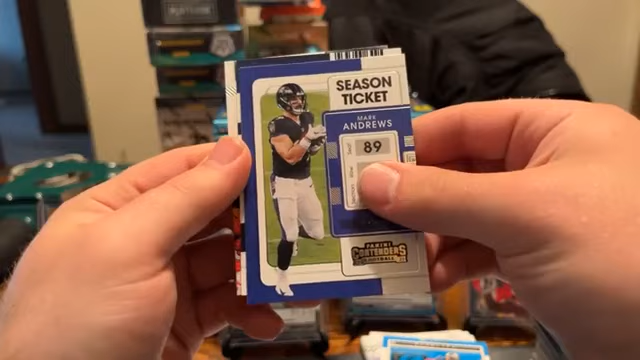 SEASON
TICKET
MARK
ANDREWS
89
PANINI
CONTENDERS
FOOTBALL